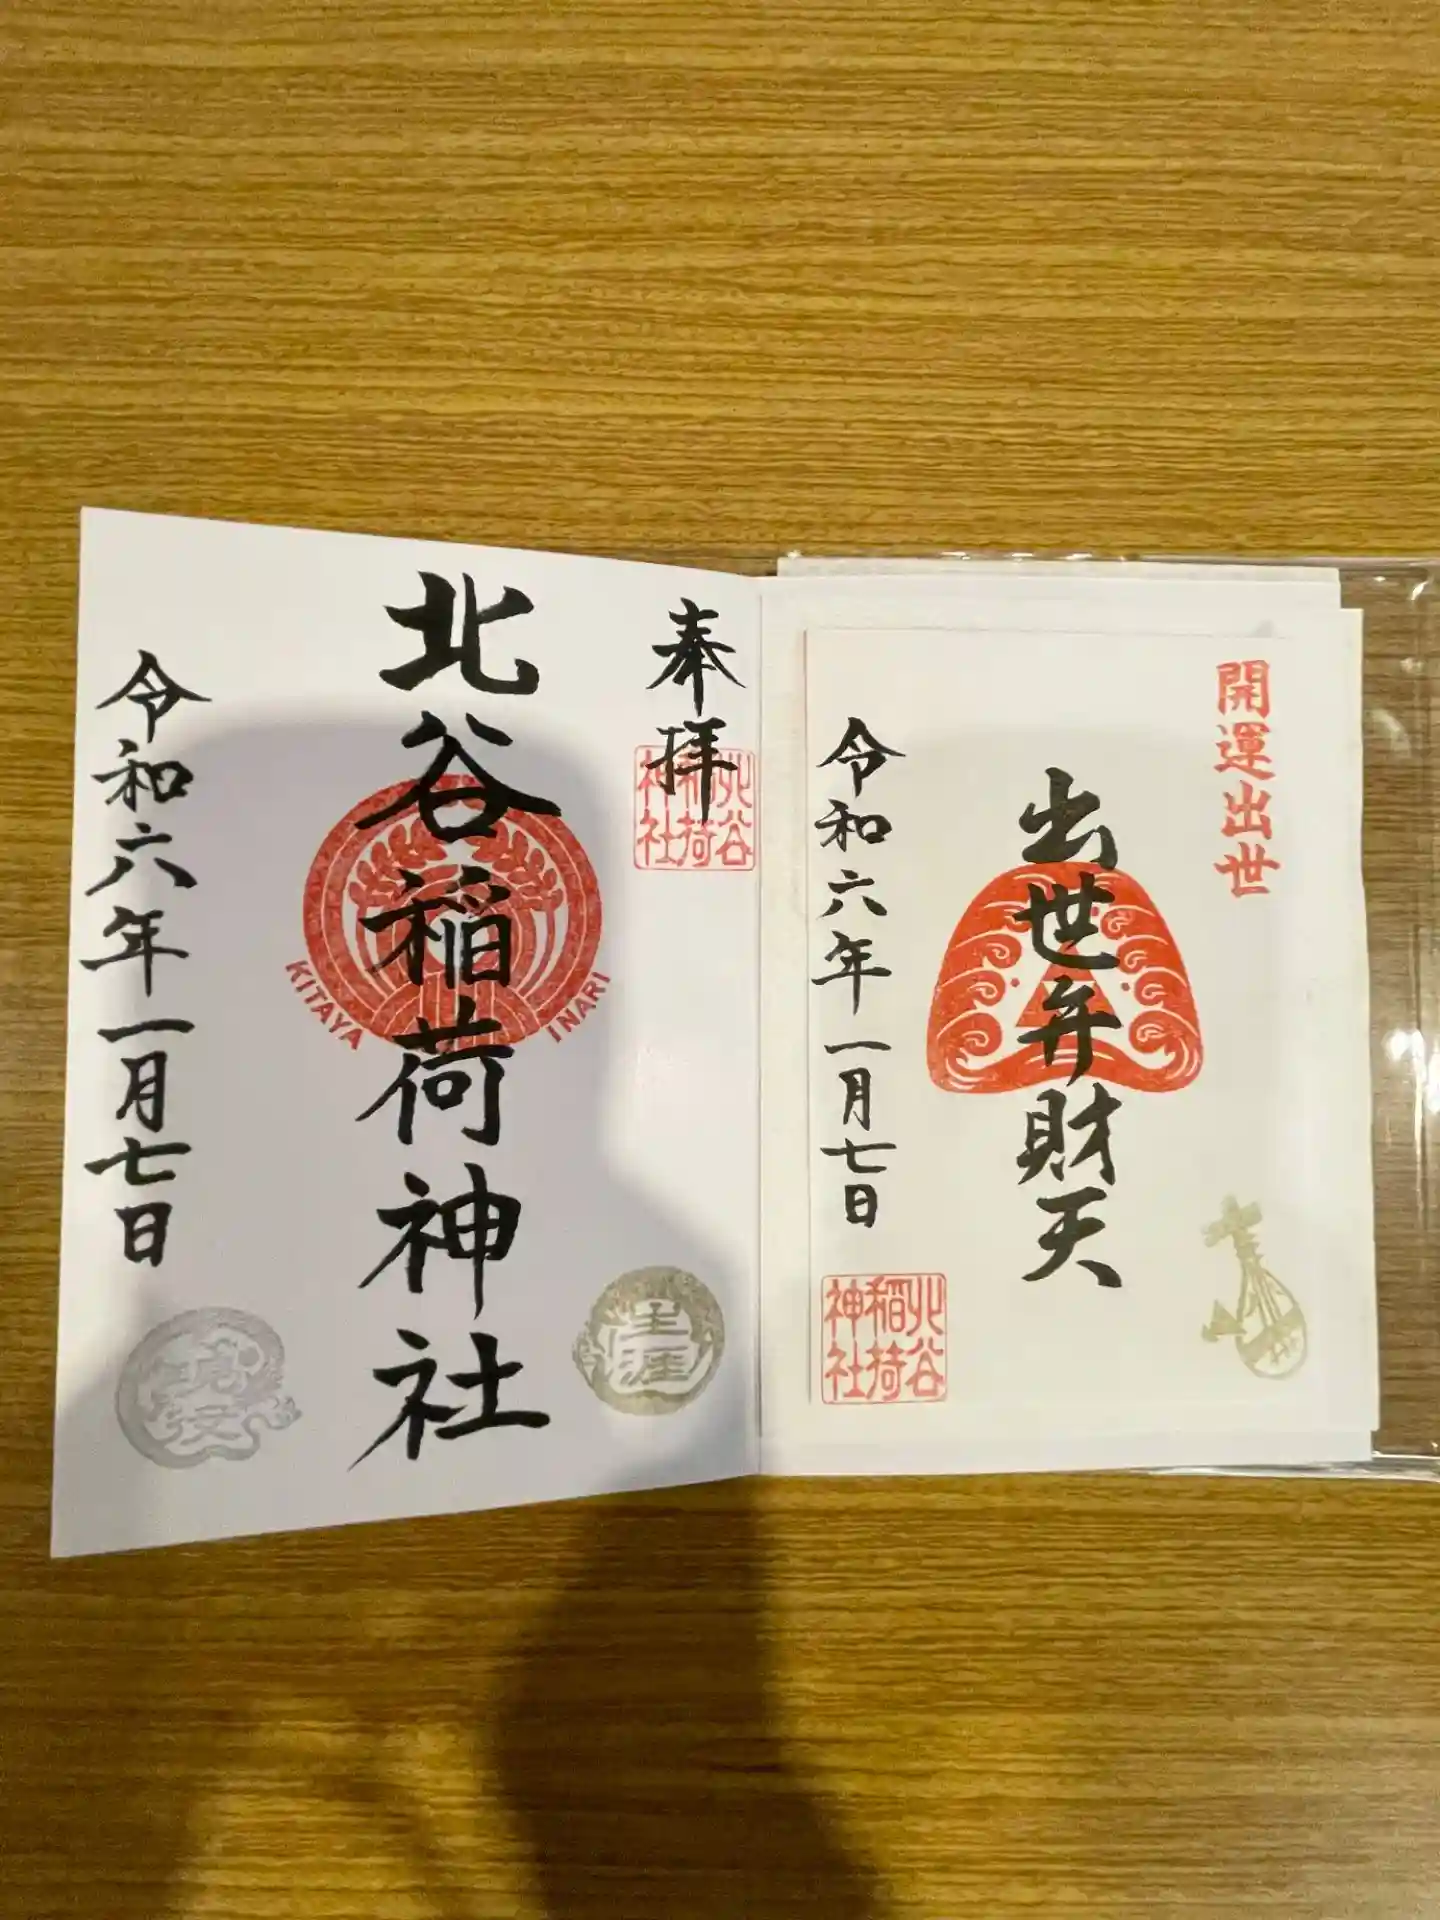 開運出世
出世弁財天
令和六年一月七日
北谷稲荷神社
奉拝
北谷稲荷神社
北谷稲荷神社
KITAYA INARI
令和六年一月七日